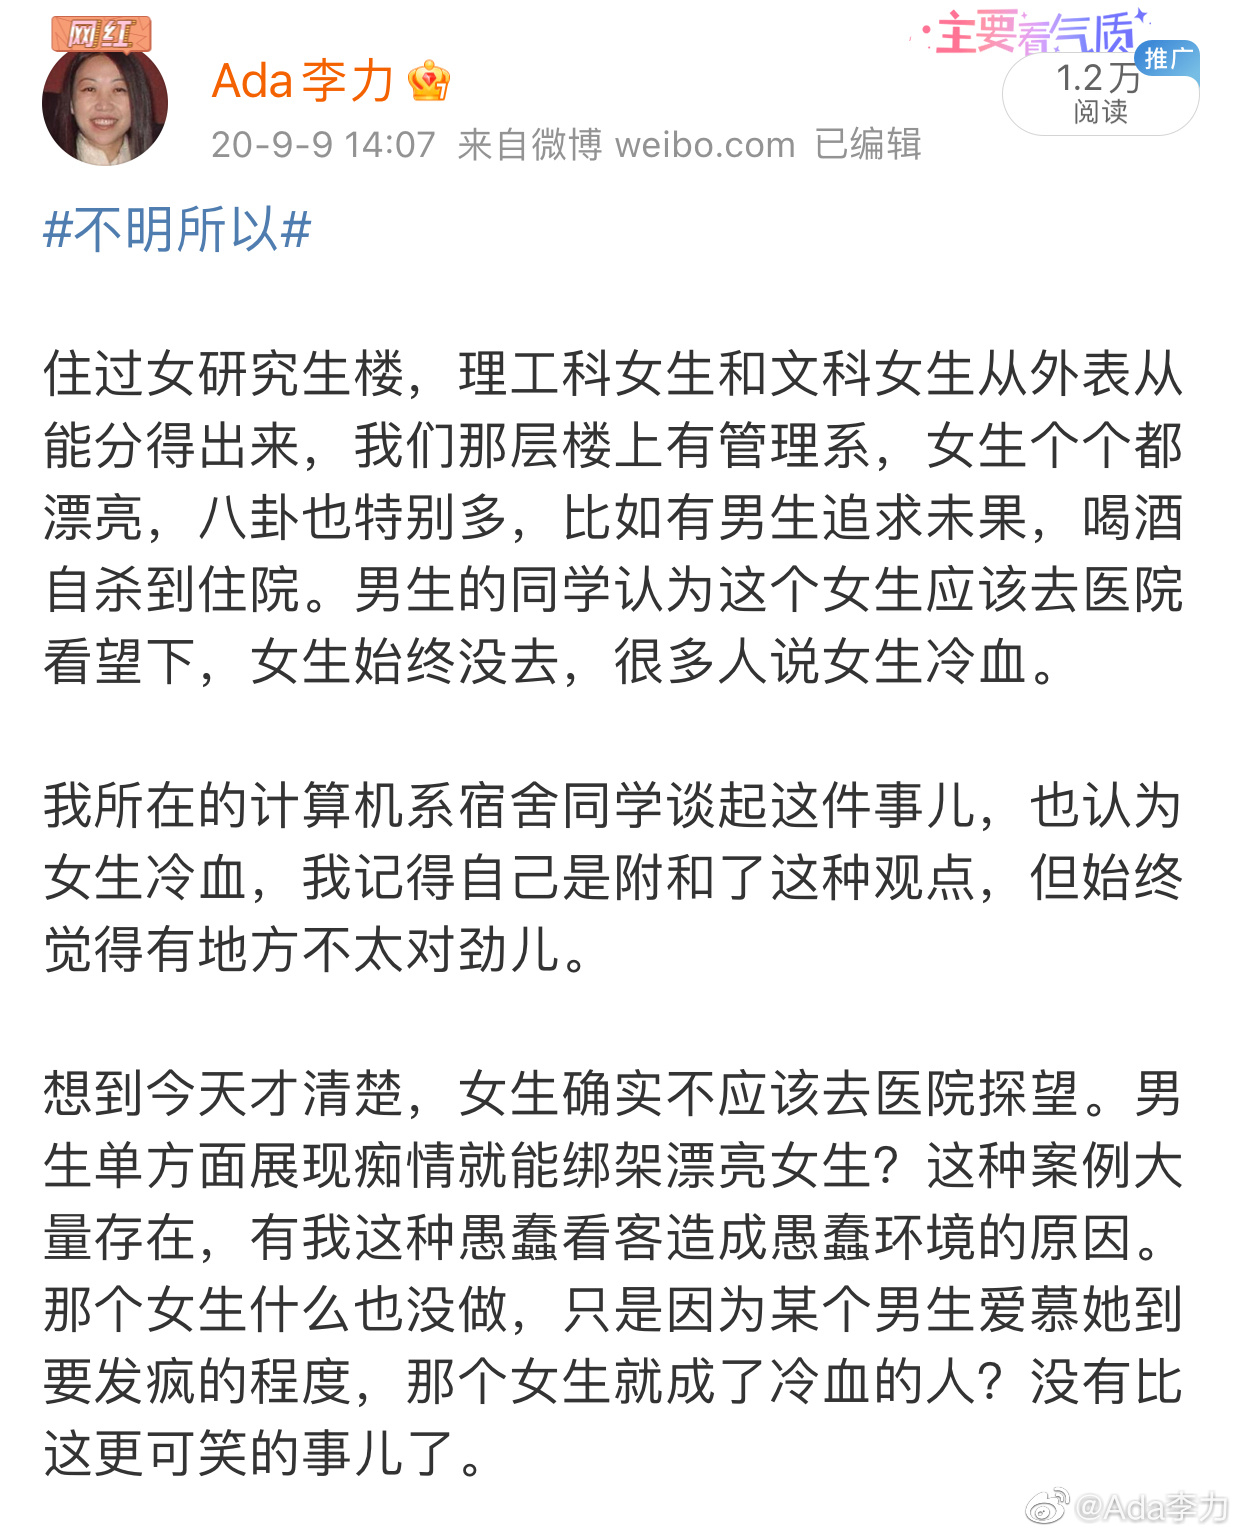 网红
主要看气质
Ada李力
1.2万
推广
阅读
20-9-9 14:07 来自微博 weibo.com 已编辑
#不明所以#
住过女研究生楼，理工科女生和文科女生从外表从
能分得出来，我们那层楼上有管理系，女生个个都
漂亮，八卦也特别多，比如有男生追求未果，喝酒
自杀到住院。男生的同学认为这个女生应该去医院
看望下，女生始终没去，很多人说女生冷血。
我所在的计算机系宿舍同学谈起这件事儿，也认为
女生冷血，我记得自己是附和了这种观点，但始终
觉得有地方不太对劲儿。
想到今天才清楚，女生确实不应该去医院探望。男
生单方面展现痴情就能绑架漂亮女生？这种案例大
量存在，有我这种愚蠢看客造成愚蠢环境的原因。
那个女生什么也没做，只是因为某个男生爱慕她到
要发疯的程度，那个女生就成了冷血的人？没有比
这更可笑的事儿了。
@Ada李力